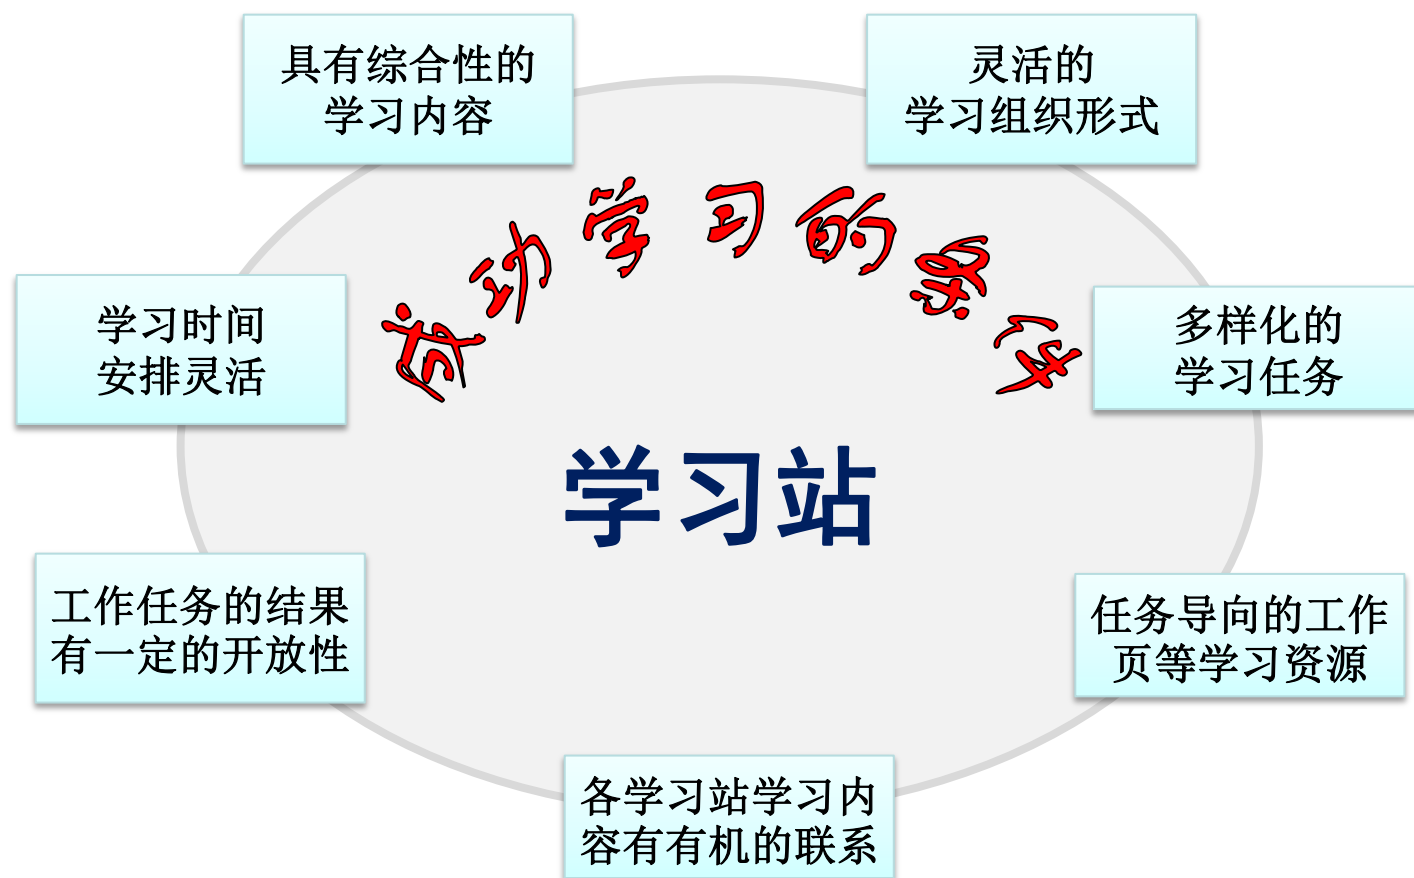 具有综合性的
学习内容
灵活的
学习组织形式
成功学习的条件
学习时间
安排灵活
多样化的
学习任务
学习站
工作任务的结果
有一定的开放性
任务导向的工作
页等学习资源
各学习站学习内
容有有机的联系